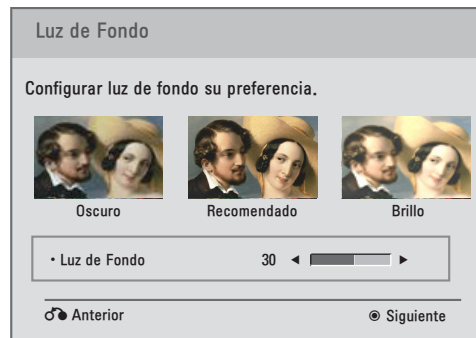 Luz de Fondo
Configurar luz de fondo su preferencia.
Oscuro Recomendado Brillo
• Luz de Fondo 30 ◄ ►
Anterior ◉ Siguiente